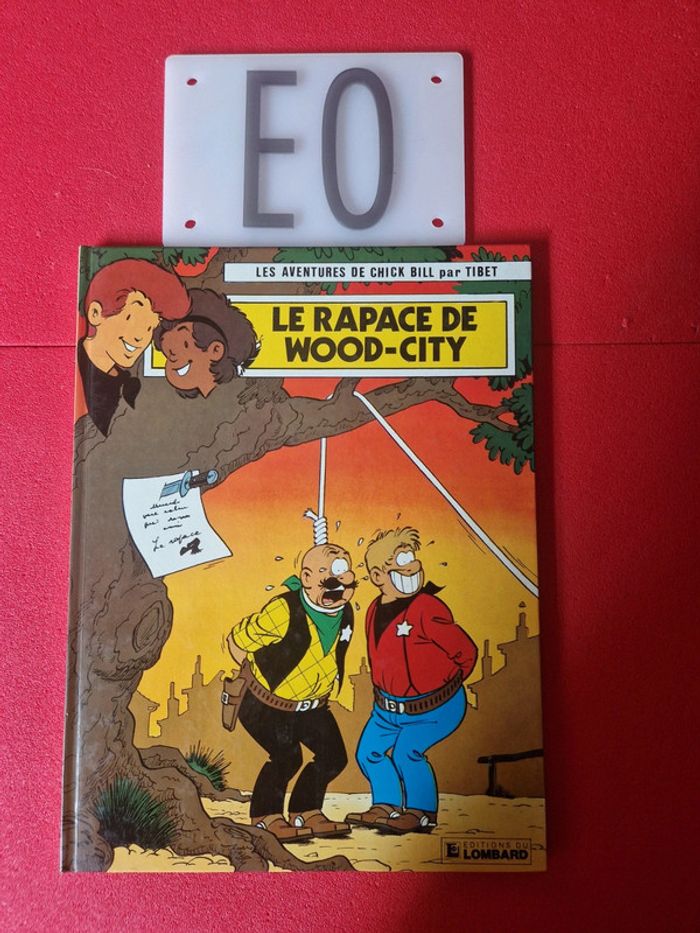 EO
LES AVENTURES DE CHICK BILL par TIBET
LE RAPACE DE
WOOD-CITY
Le rapace
EDITIONS DU
LOMBARD